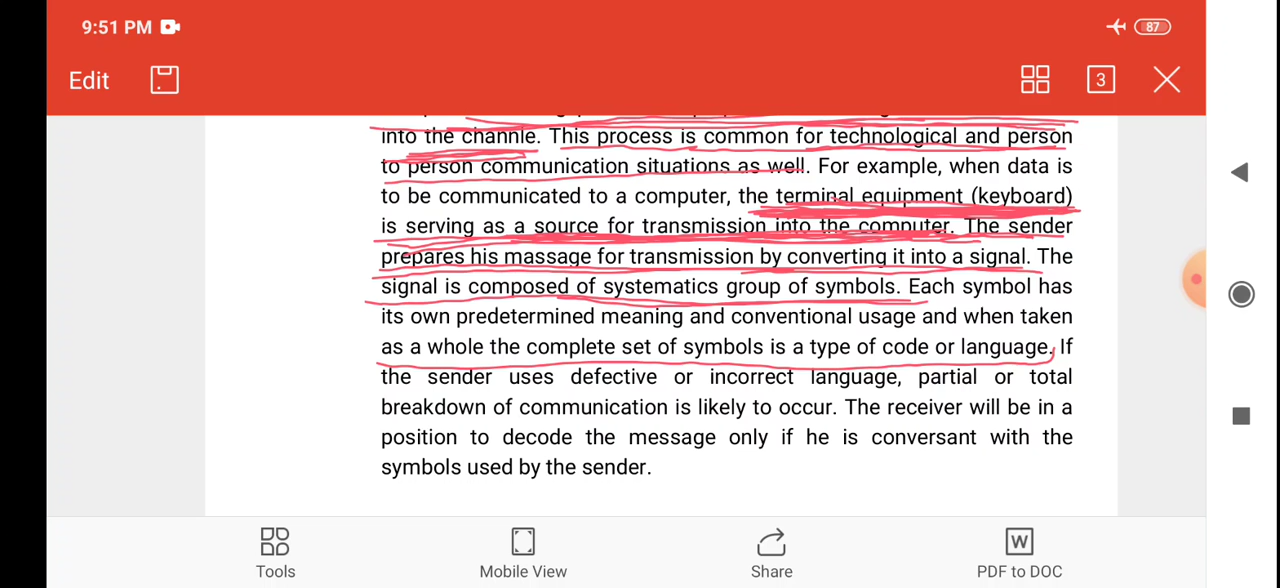 9:51 PM
87
Edit
3
into the channle. This process is common for technological and person
to person communication situations as well. For example, when data is
to be communicated to a computer, the terminal equipment (keyboard)
is serving as a source for transmission into the computer. The sender
prepares his massage for transmission by converting it into a signal. The
signal is composed of systematics group of symbols. Each symbol has
its own predetermined meaning and conventional usage and when taken
as a whole the complete set of symbols is a type of code or language. If
the sender uses defective or incorrect language, partial or total
breakdown of communication is likely to occur. The receiver will be in a
position to decode the message only if he is conversant with the
symbols used by the sender.
Tools
Mobile View
Share
W
PDF to DOC